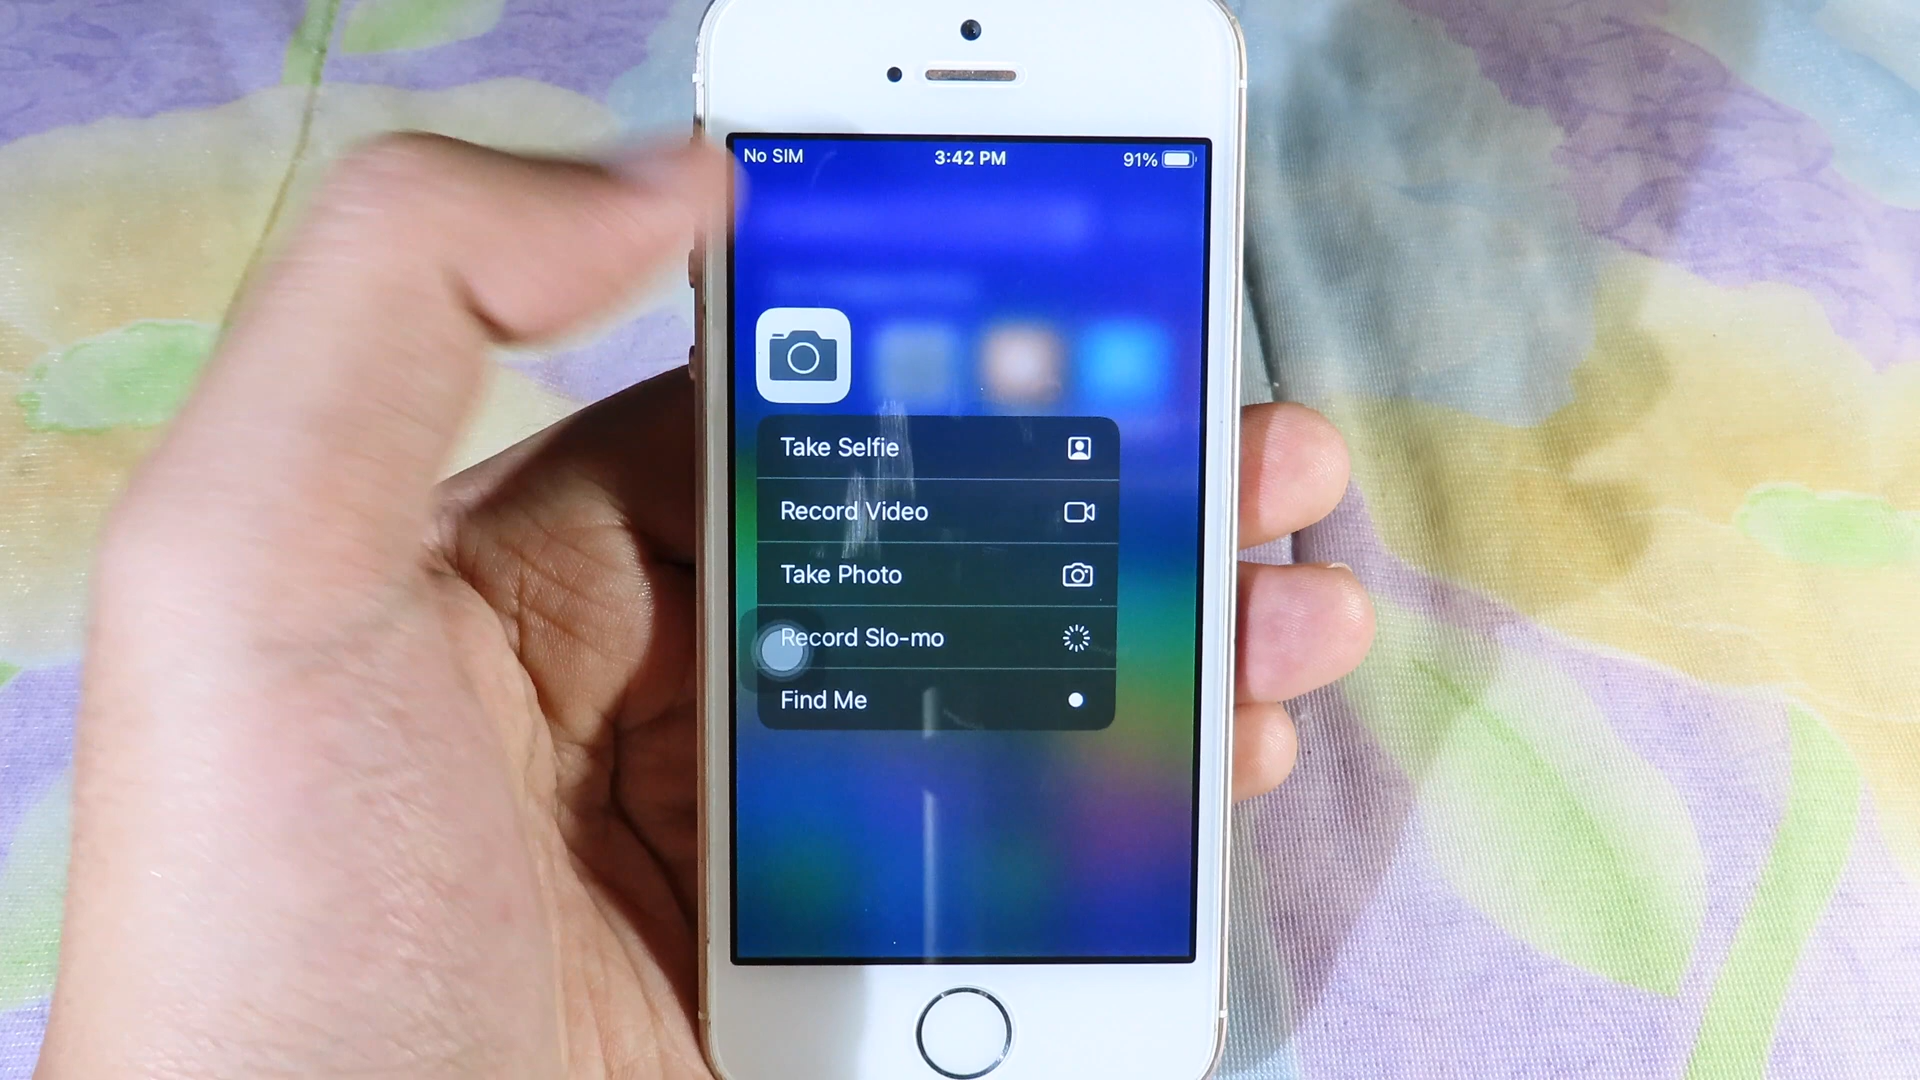 No SIM 3:42 PM 91%
Take Selfie
Record Video
Take Photo
Record Slo-mo
Find Me